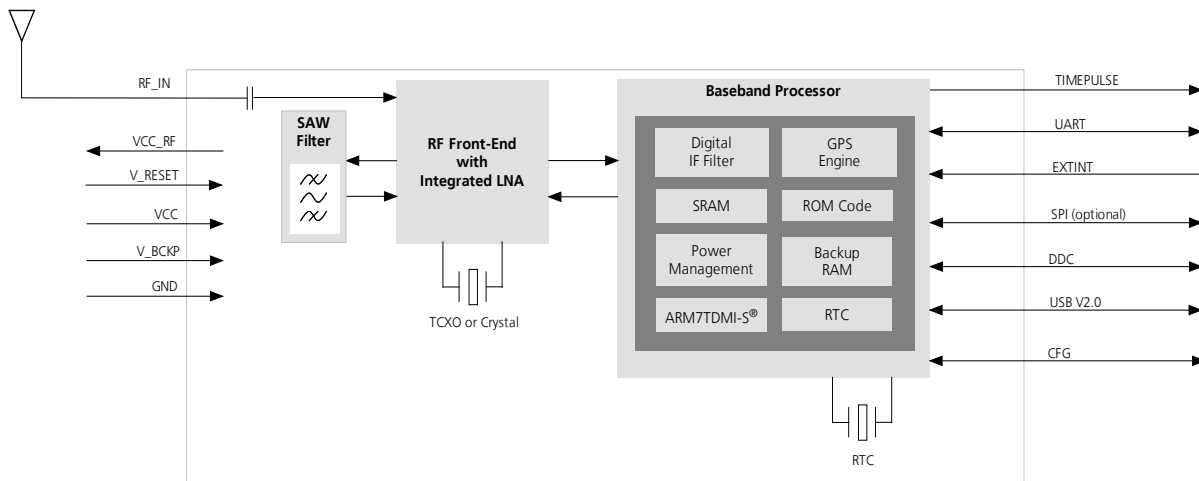 RF_IN
VCC_RF
V_RESET
VCC
V_BCKP
GND
SAW
Filter
RF Front-End
with
Integrated LNA
TCXO or Crystal
Baseband Processor
Digital
IF Filter
GPS
Engine
SRAM
ROM Code
Power
Management
Backup
RAM
ARM7TDMI-S®
RTC
RTC
TIMEPULSE
UART
EXTINT
SPI (optional)
DDC
USB V2.0
CFG